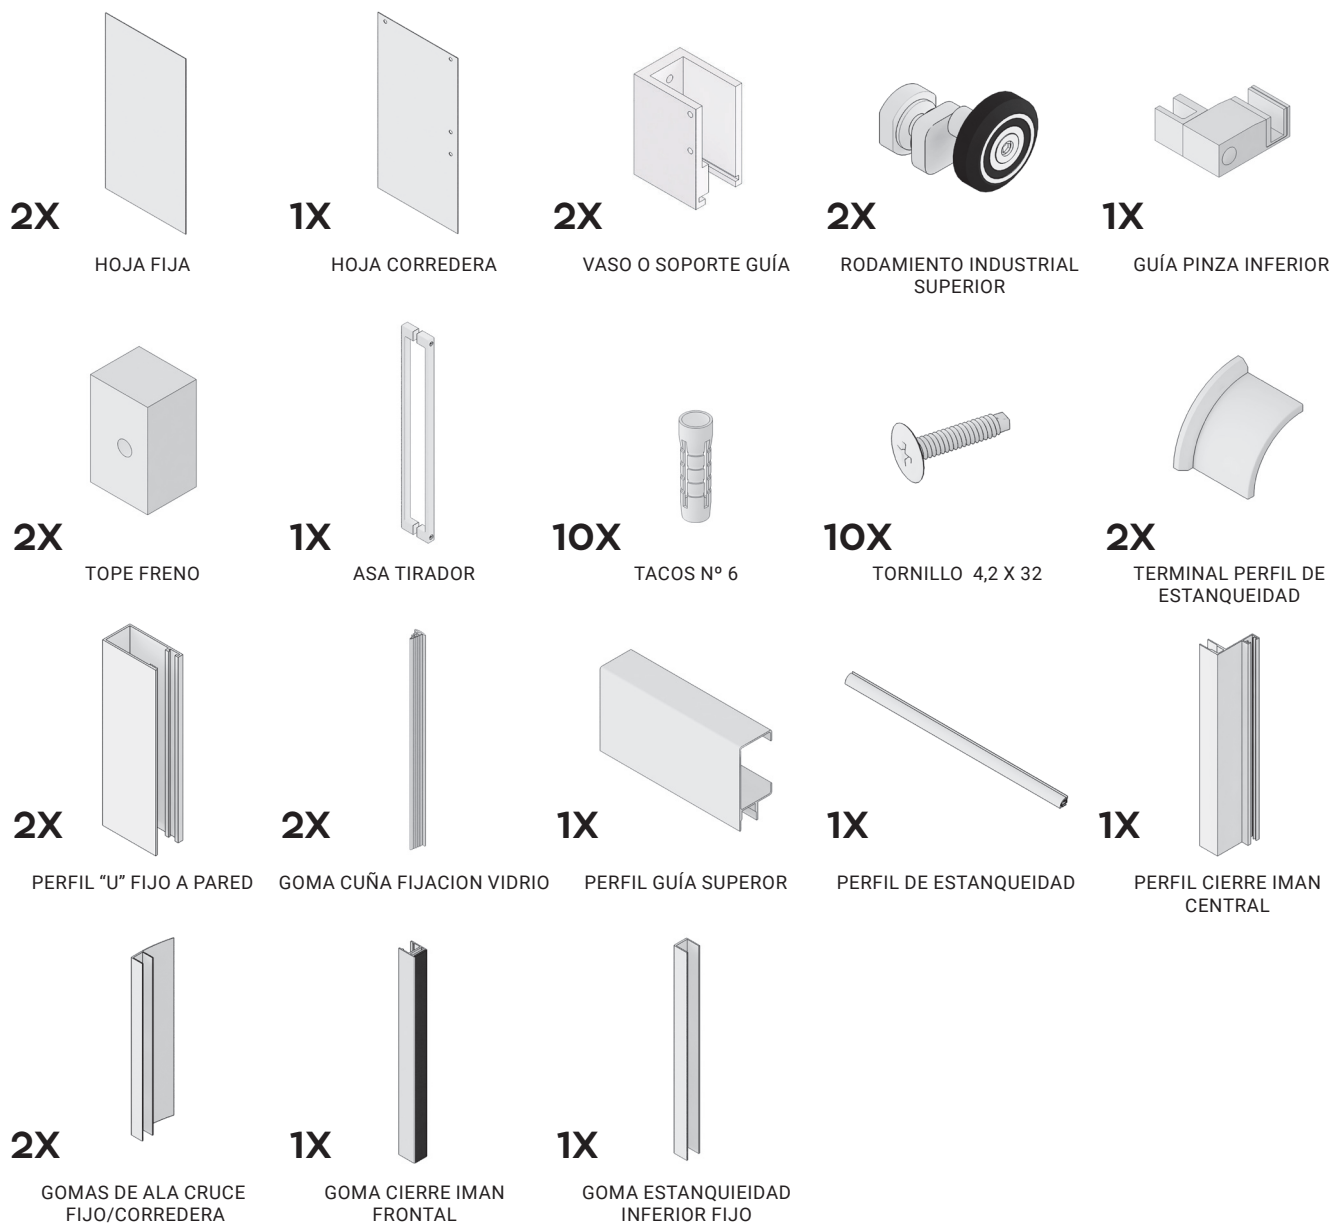 2X
HOJA FIJA
1X
HOJA CORREDERA
2X
VASO O SOPORTE GUÍA
2X
RODAMIENTO INDUSTRIAL
SUPERIOR
1X
GUÍA PINZA INFERIOR
2X
TOPE FRENO
1X
ASA TIRADOR
10X
TACOS Nº 6
10X
TORNILLO 4,2 X 32
2X
TERMINAL PERFIL DE
ESTANQUEIDAD
2X
PERFIL “U” FIJO A PARED
2X
GOMA CUÑA FIJACION VIDRIO
1X
PERFIL GUÍA SUPEROR
1X
PERFIL DE ESTANQUEIDAD
1X
PERFIL CIERRE IMAN
CENTRAL
2X
GOMAS DE ALA CRUCE
FIJO/CORREDERA
1X
GOMA CIERRE IMAN
FRONTAL
1X
GOMA ESTANQUIEIDAD
INFERIOR FIJO